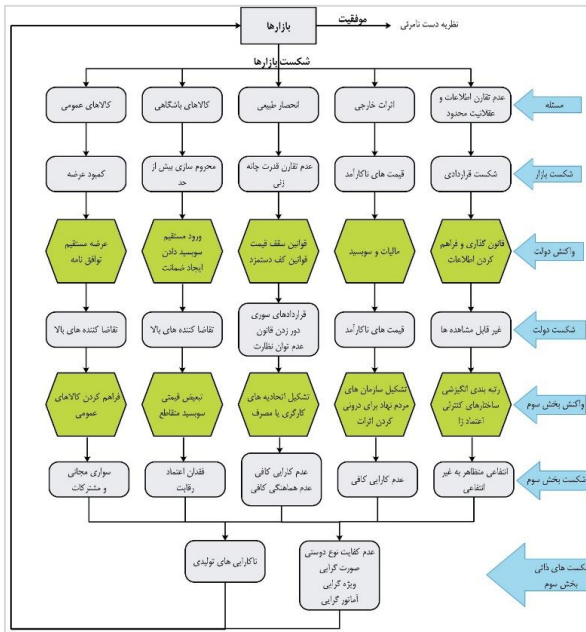 بازارها
موفقیت
نظریه دست نامرئی
شکست بازارها
مسئله
عدم تقارن اطلاعات و
عقلانیت محدود
اثرات خارجی
انحصار طبیعی
کالاهای باشگاهی
کالاهای عمومی
شکست بازار
شکست قراردادی
قیمت های ناکارآمد
عدم تقارن قدرت چانه
زنی
محروم سازی بیش از
حد
کمبود عرضه
واکنش دولت
قانون گذاری و فراهم
کردن اطلاعات
مالیات و سوبسید
قوانین سقف قیمت
قوانین کف دستمزد
ورود مستقیم
سوبسید دادن
ایجاد ضمانت
عرضه مستقیم
توافق نامه
شکست دولت
غیر قابل مشاهده ها
قیمت های ناکارآمد
قراردادهای سوری
دور زدن قانون
عدم توان نظارت
تقاضا کننده های بالا
تقاضا کننده های بالا
واکنش بخش سوم
رتبه بندی انگیزشی
ساختارهای کنترلی
اعتماد زا
تشکیل سازمان های
مردم نهاد برای درونی
کردن اثرات
تشکیل اتحادیه های
کارگری یا مصرف
تبعیض قیمتی
سوبسید متقاطع
فراهم کردن کالاهای
عمومی
شکست بخش سوم
انتفاعی متظاهر به غیر
انتفاعی
عدم کارایی کافی
عدم کارایی کافی
عدم هماهنگی کافی
فقدان اعتماد
رقابت
سواری مجانی
و مشترکات
شکست های ذاتی
بخش سوم
عدم کفایت نوع دوستی
صورت گرایی
ویژه گرایی
آماتور گرایی
ناکارایی های تولیدی